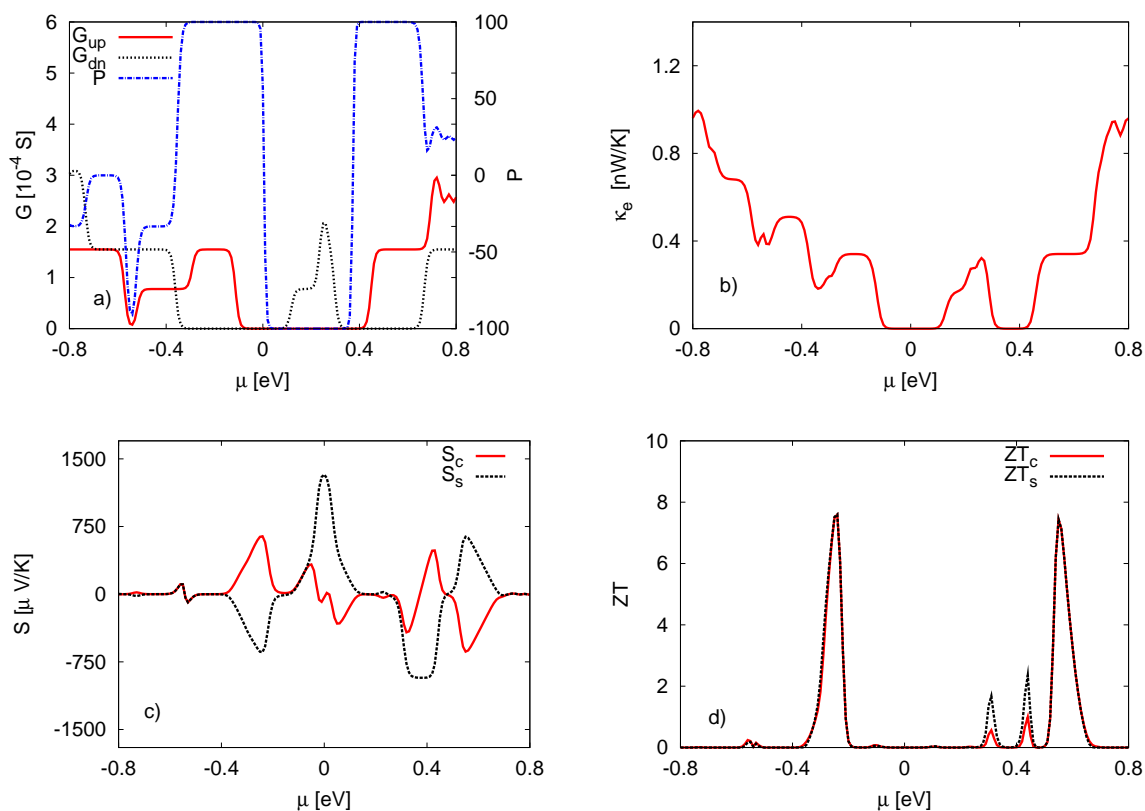 G_up
G_dn
P
6
5
4
3
2
1
0
100
50
0
-50
-100
G [10^-4 S]
P
a)
-0.8 -0.4 0 0.4 0.8
μ [eV]
1.2
0.9
0.6
0.3
0
κ_e [nW/K]
b)
-0.8 -0.4 0 0.4 0.8
μ [eV]
S_c
S_s
1500
750
0
-750
-1500
S [μ V/K]
c)
-0.8 -0.4 0 0.4 0.8
μ [eV]
ZT_c
ZT_s
10
8
6
4
2
0
ZT
d)
-0.8 -0.4 0 0.4 0.8
μ [eV]